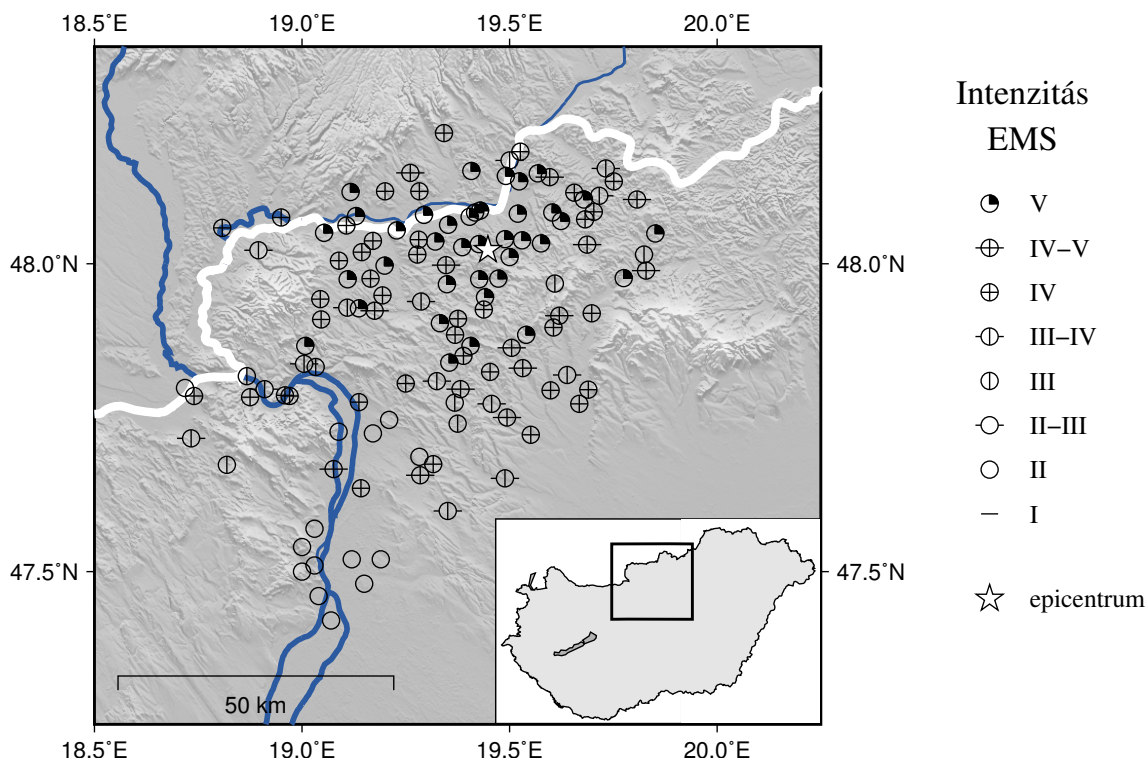 18.5˚E 19.0˚E 19.5˚E 20.0˚E
48.0˚N 48.0˚N
47.5˚N 47.5˚N
50 km
18.5˚E 19.0˚E 19.5˚E 20.0˚E
Intenzitás
EMS
V
IV–V
IV
III–IV
III
II–III
II
I
epicentrum